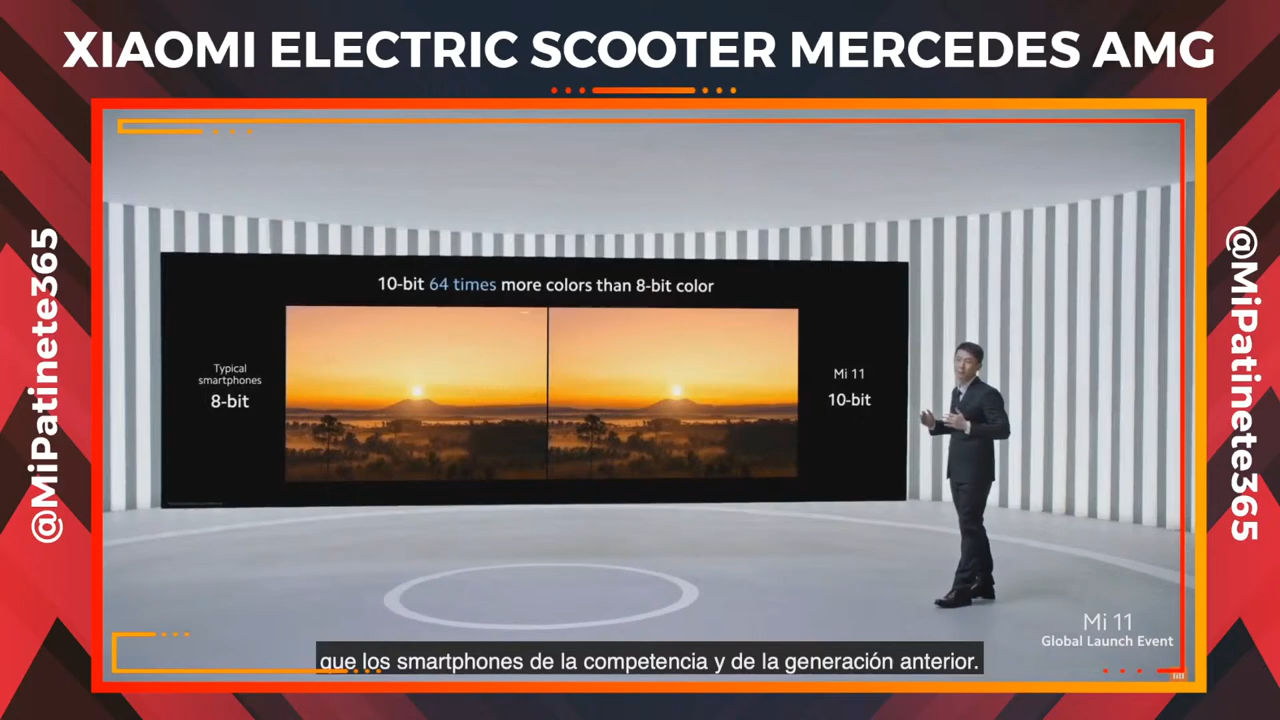 XIAOMI ELECTRIC SCOOTER MERCEDES AMG
@MiPatinete365
10-bit 64 times more colors than 8-bit color
Typical
smartphones
8-bit
Mi 11
10-bit
@MiPatinete365
Mi 11
Global Launch Event
que los smartphones de la competencia y de la generación anterior.